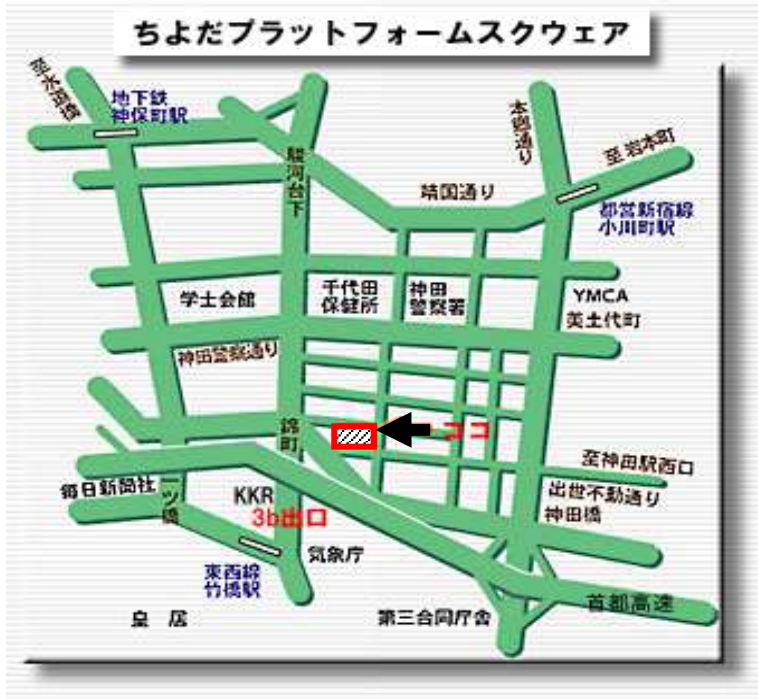 ちよだプラットフォームスクウェア
至水道橋
地下鉄
神保町駅
駿河台下
本郷通り
至 岩本町
靖国通り
都営新宿線
小川町駅
学士会館
千代田
保健所
神田
警察署
YMCA
美土代町
神田警察通り
錦町
ココ
至神田駅西口
毎日新聞社
一ツ橋
KKR
3b出口
出世不動通り
神田橋
気象庁
東西線
竹橋駅
皇 居
第三合同庁舎
首都高速